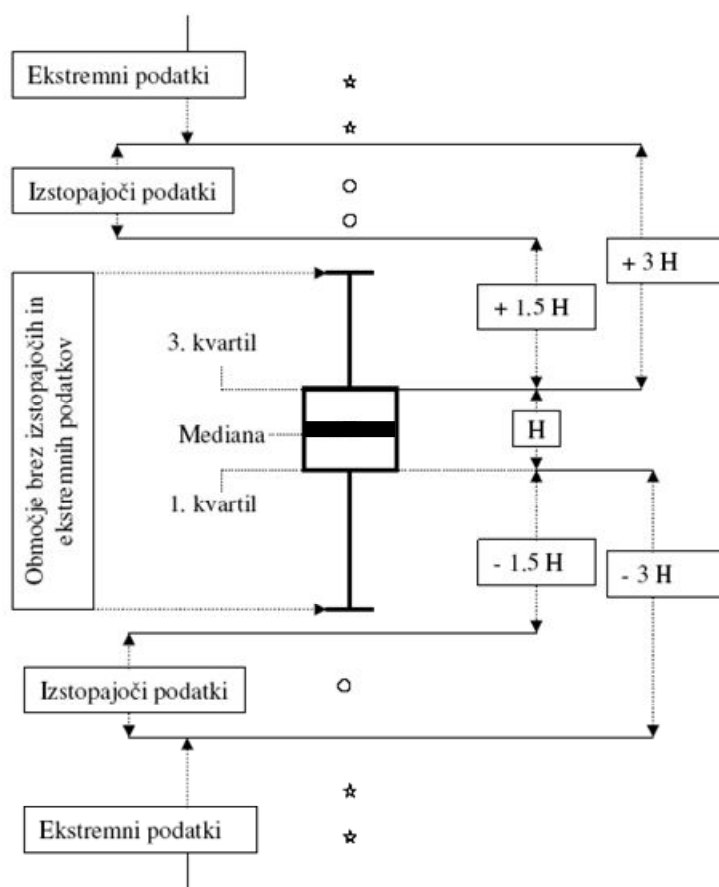 Ekstremni podatki
Izstopajoči podatki
+ 3 H
+ 1.5 H
Območje brez izstopajočih in
ekstremnih podatkov
3. kvartil
Mediana
H
1. kvartil
- 1.5 H
- 3 H
Izstopajoči podatki
Ekstremni podatki